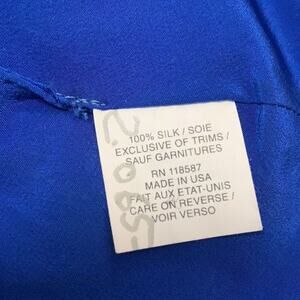 100% SILK / SOIE
EXCLUSIVE OF TRIMS /
SAUF GARNITURES
RN 118587
MADE IN USA
FAIT AUX ETAT-UNIS
CARE ON REVERSE /
VOIR VERSO